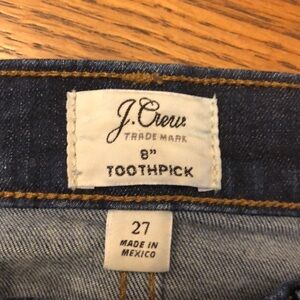 J.Crew
TRADE MARK
8"
TOOTHPICK
27
MADE IN
MEXICO